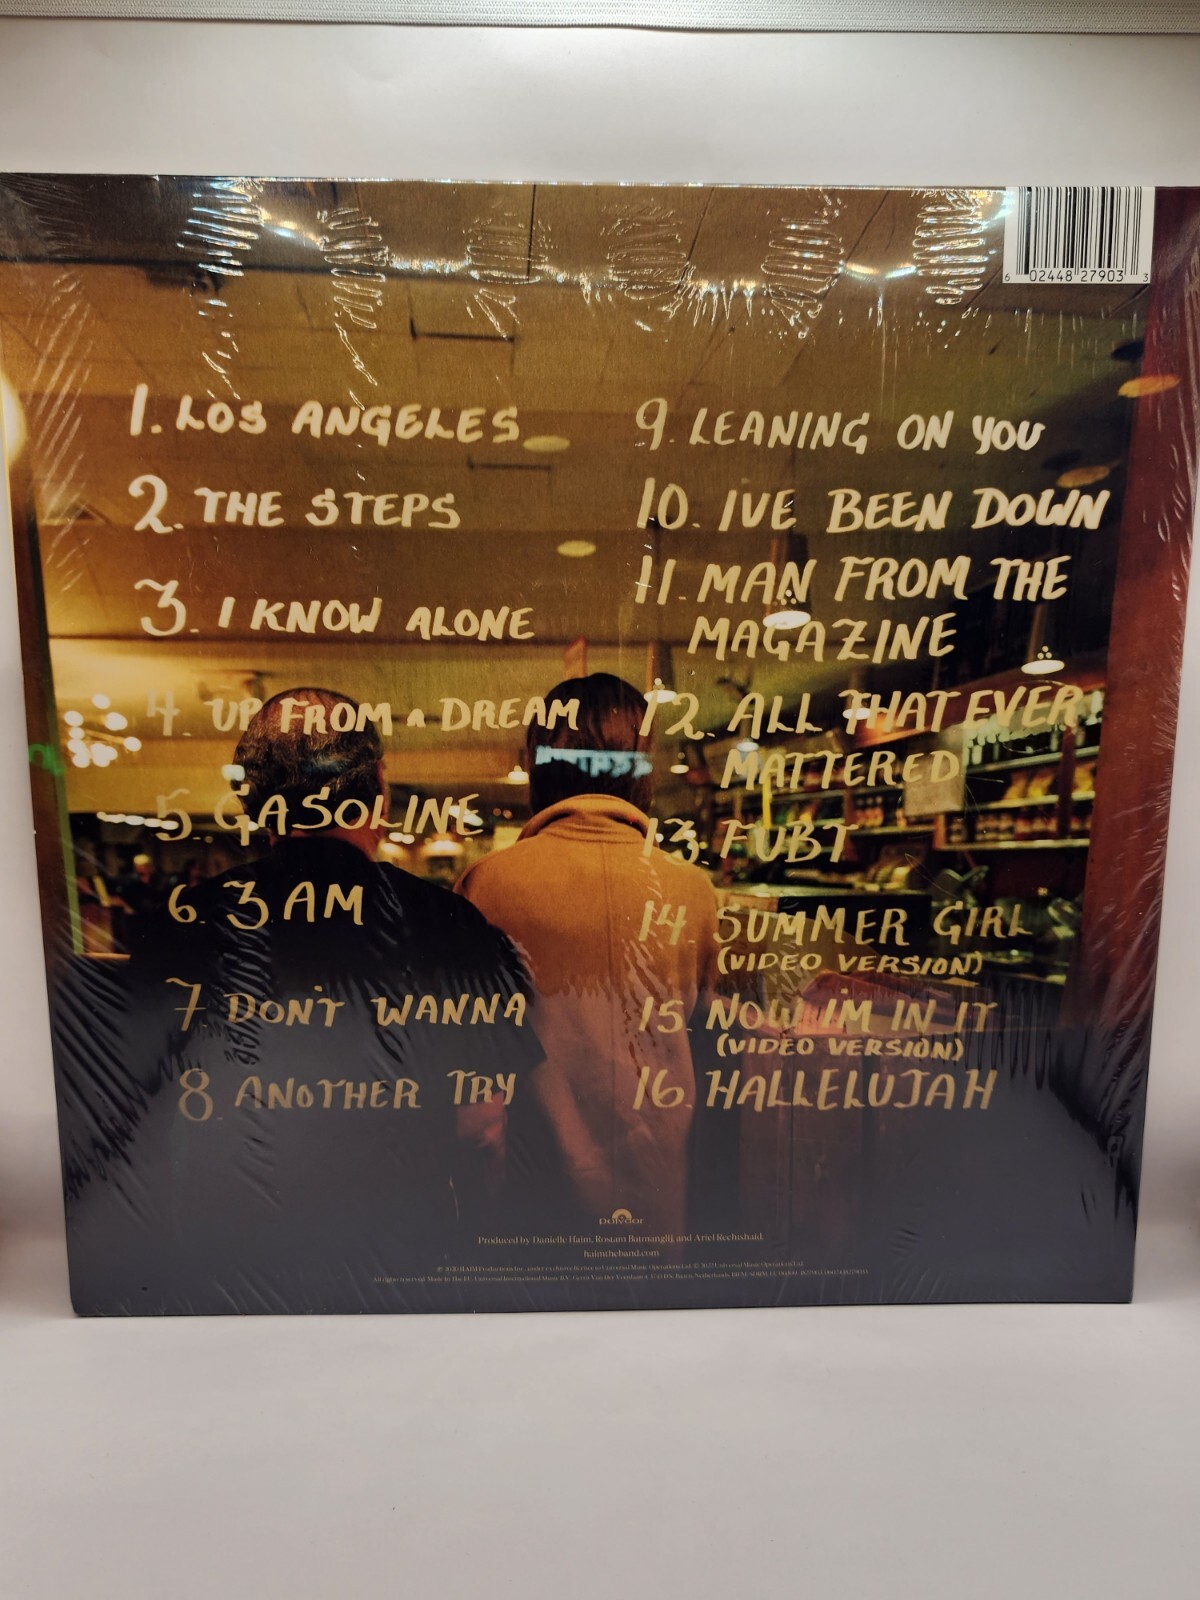 6 02448 27903 3
1. LOS ANGELES
2. THE STEPS
3. I KNOW ALONE
4. UP FROM a DREAM
5. GASOLINE
6. 3 AM
7 DON'T WANNA
8. ANOTHER TRY
9. LEANING ON YOU
10. IVE BEEN DOWN
11. MAN FROM THE
MAGAZINE
12. ALL THAT EVER
MATTERED
13. FUBT
14. SUMMER GIRL
(VIDEO VERSION)
15. NOW I'M IN IT
(VIDEO VERSION)
16. HALLELUJAH
polydor
Produced by Danielle Haim, Rostam Batmanglij, and Ariel Rechtshaid.
haimtheband.com